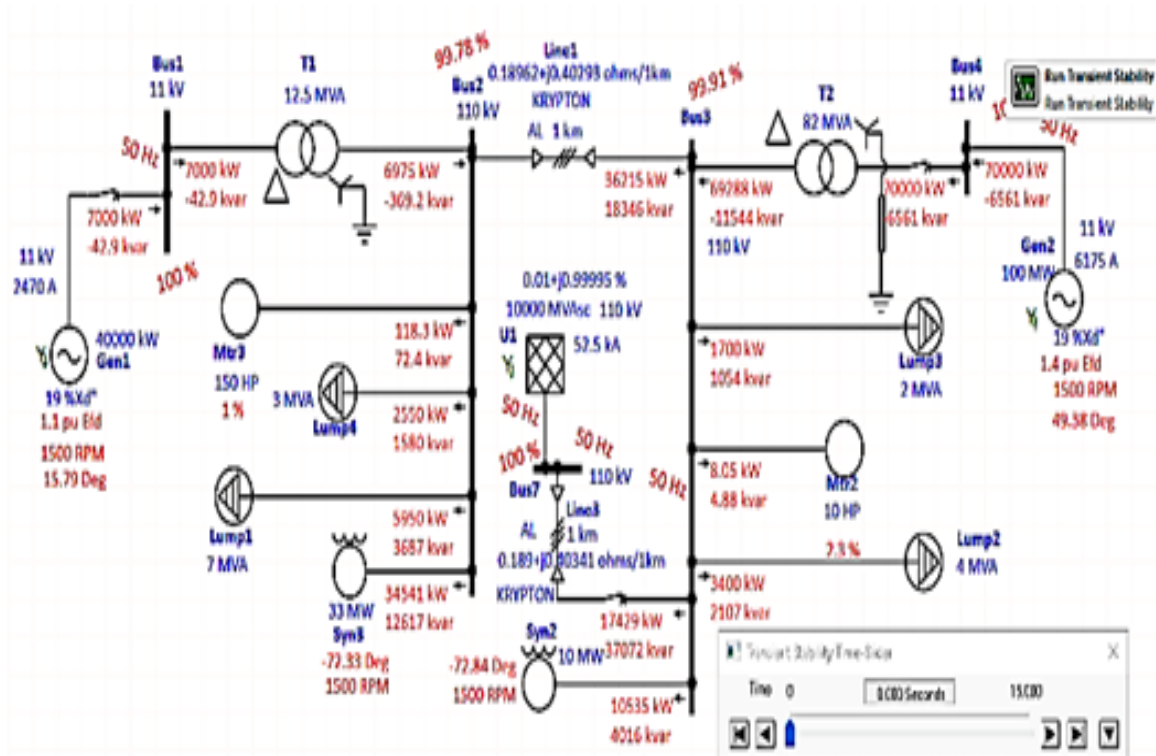 Bus1
11 kV
50 Hz
7000 kW
-42.9 kvar
7000 kW
-42.9 kvar
100 %
11 kV
2470 A
40000 kW
Gen1
19 %Xd"
1.1 pu Efd
1500 RPM
15.79 Deg
T1
12.5 MVA
99.78 %
Bus2
110 kV
6975 kW
-309.2 kvar
Mtr3
150 HP
1 %
118.3 kW
72.4 kvar
3 MVA
Lump4
2550 kW
1580 kvar
Lump1
7 MVA
5950 kW
3687 kvar
33 MW
Syn3
-72.33 Deg
1500 RPM
34541 kW
12617 kvar
Line1
0.18962+j0.40293 ohms/1km
KRYPTON
AL 1 km
36215 kW
18346 kvar
0.01+j0.99995 %
10000 MVAsc 110 kV
U1
52.5 kA
50 Hz
100 %
50 Hz
Bus7
110 kV
Line3
AL
1 km
ohms/1km
KRYPTON
17429 kW
-37072 kvar
Syn2
-72.84 Deg
10 MW
1500 RPM
10535 kW
4016 kvar
99.91 %
Bus3
69288 kW
-11544 kvar
110 kV
50 Hz
T2
82 MVA
70000 kW
-6561 kvar
Bus4
11 kV
50 Hz
Run Transient Stability
Run Transient Stability
70000 kW
-6561 kvar
11 kV
6175 A
Gen2
100 MW
19 %Xd"
1.4 pu Efd
1500 RPM
49.58 Deg
1700 kW
1054 kvar
Lump3
2 MVA
8.05 kW
4.88 kvar
Mtr2
10 HP
2.3 %
Lump2
4 MVA
3400 kW
2107 kvar
Transient Stability Time-Slider
Time 0 0.000 Seconds 15.000